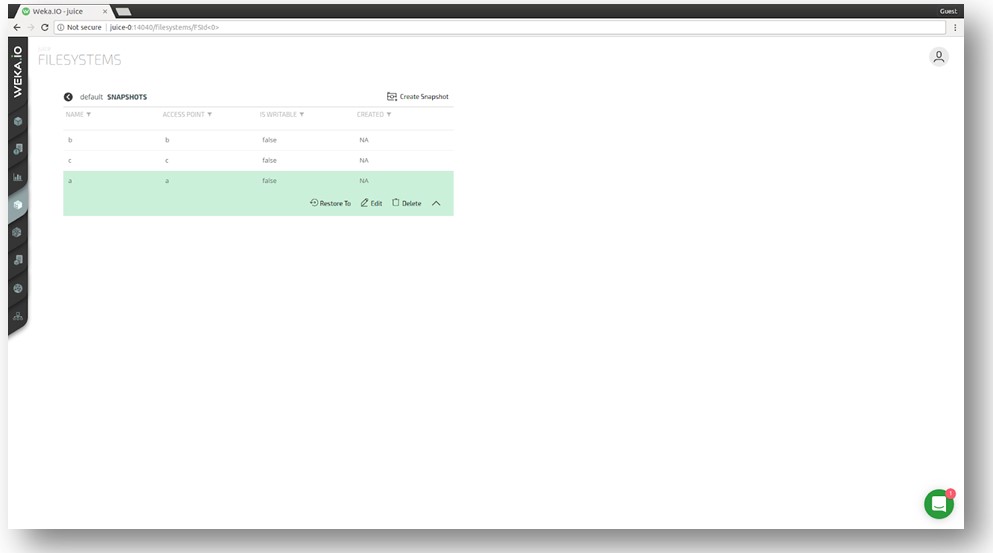 Weka.IO - juice ×
Guest
Not secure | juice-0:14040/filesystems/FSId<0>
WEKA.iO
FILESYSTEMS
default SNAPSHOTS
Create Snapshot
NAME ACCESS POINT IS WRITABLE CREATED
b b false NA
c c false NA
a a false NA
Restore To Edit Delete
1